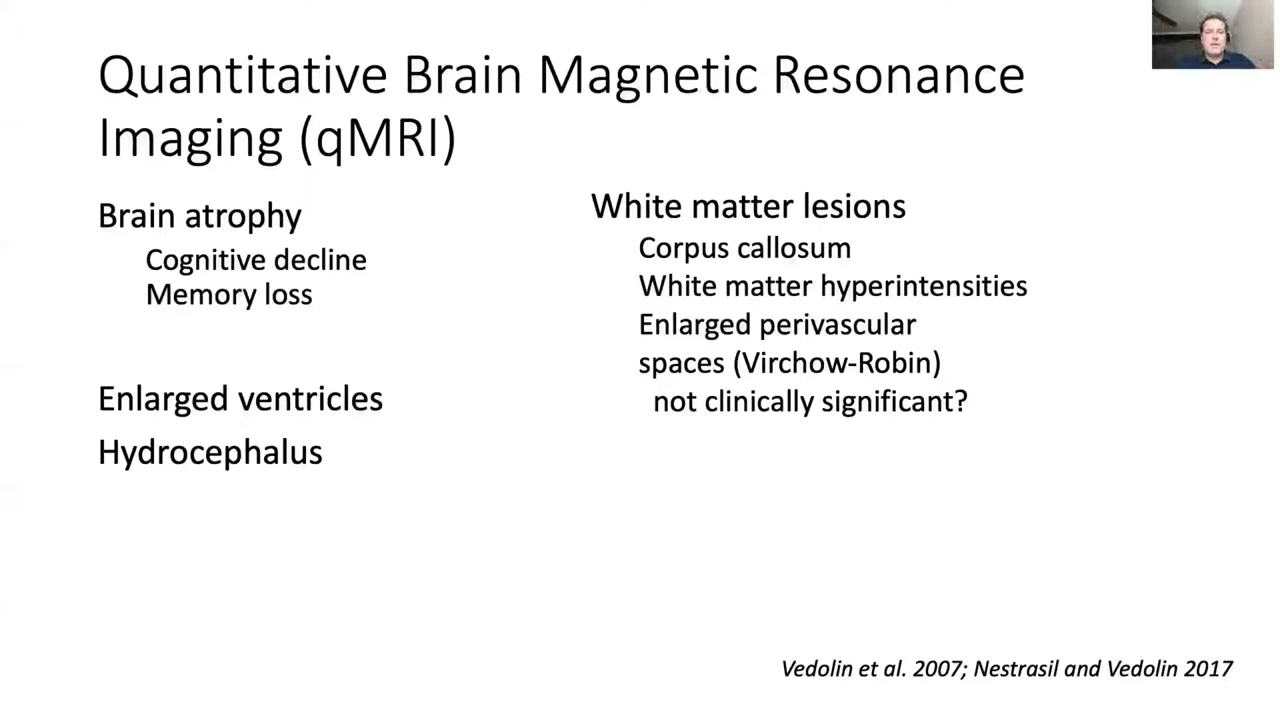 Quantitative Brain Magnetic Resonance
Imaging (qMRI)
Brain atrophy
Cognitive decline
Memory loss
Enlarged ventricles
Hydrocephalus
White matter lesions
Corpus callosum
White matter hyperintensities
Enlarged perivascular
spaces (Virchow-Robin)
not clinically significant?
Vedolin et al. 2007; Nestrasil and Vedolin 2017